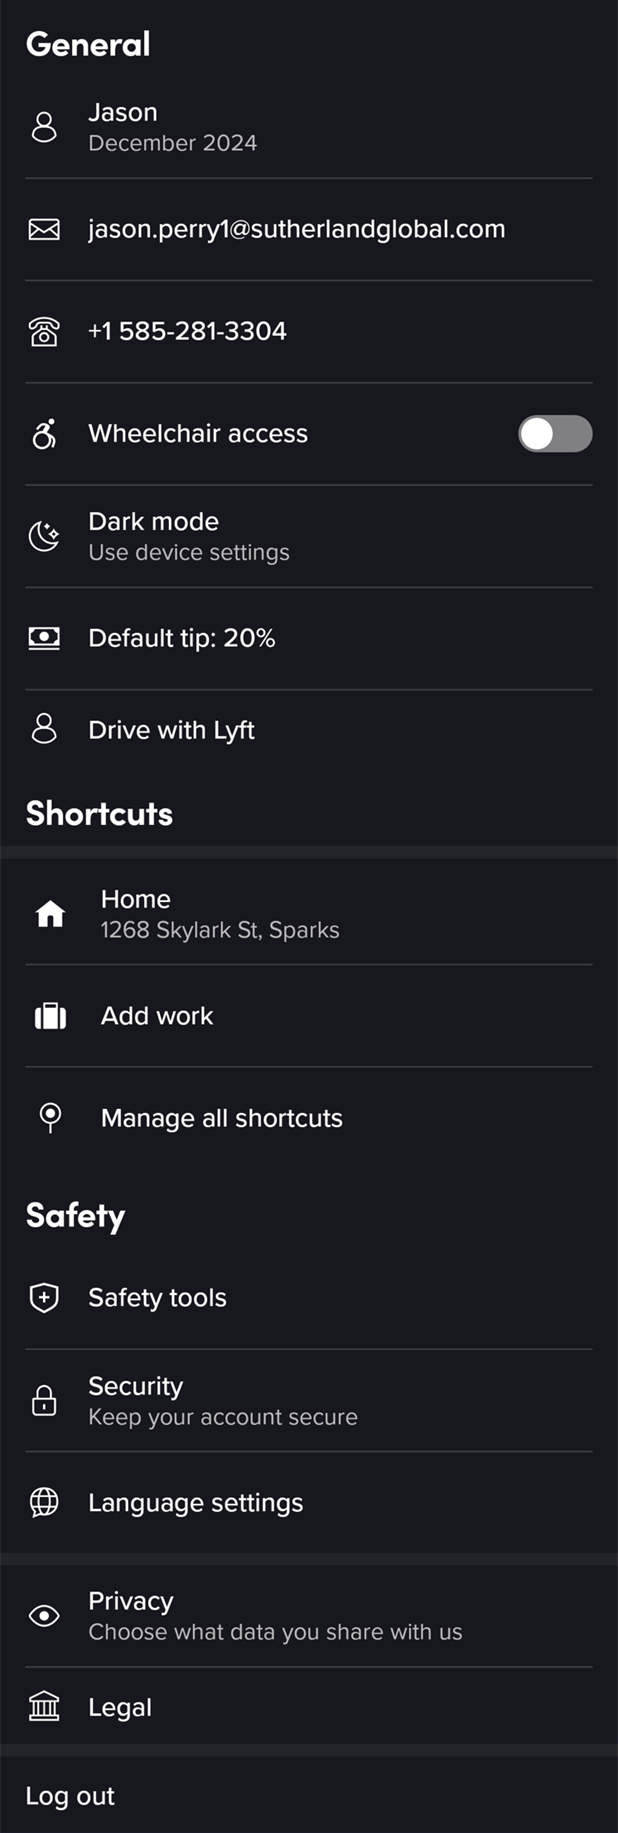 General
Jason
December 2024
jason.perry1@sutherlandglobal.com
+1 585-281-3304
Wheelchair access
Dark mode
Use device settings
Default tip: 20%
Drive with Lyft
Shortcuts
Home
1268 Skylark St, Sparks
Add work
Manage all shortcuts
Safety
Safety tools
Security
Keep your account secure
Language settings
Privacy
Choose what data you share with us
Legal
Log out